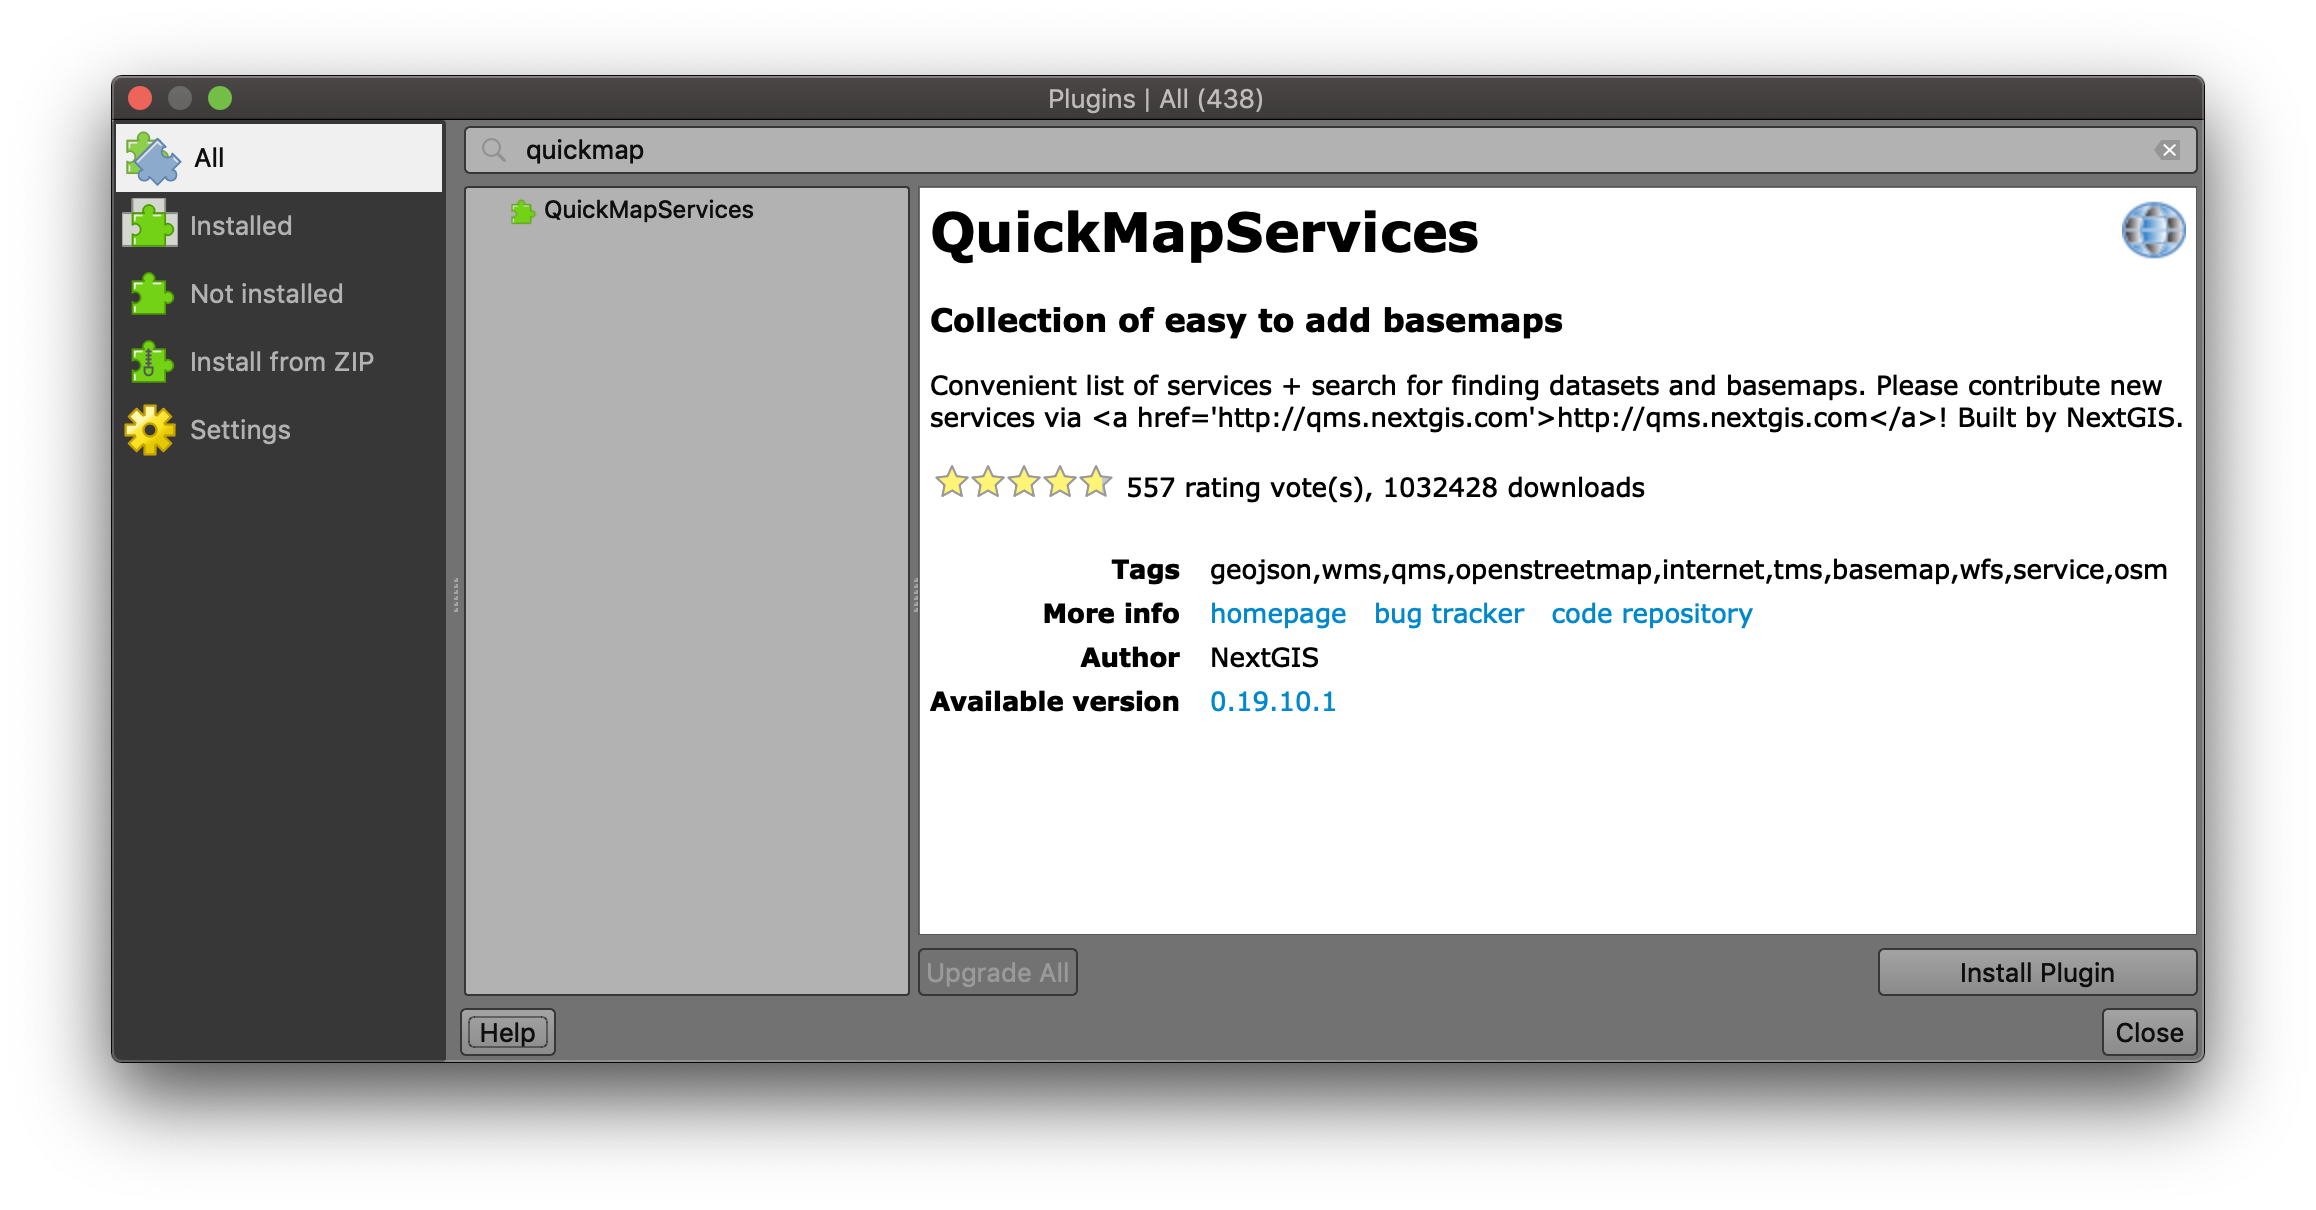 Plugins | All (438)
All
Installed
Not installed
Install from ZIP
Settings
quickmap
QuickMapServices
QuickMapServices
Collection of easy to add basemaps
Convenient list of services + search for finding datasets and basemaps. Please contribute new
services via <a href='http://qms.nextgis.com'>http://qms.nextgis.com</a>! Built by NextGIS.
557 rating vote(s), 1032428 downloads
Tags geojson,wms,qms,openstreetmap,internet,tms,basemap,wfs,service,osm
More info homepage bug tracker code repository
Author NextGIS
Available version 0.19.10.1
Upgrade All
Install Plugin
Help
Close